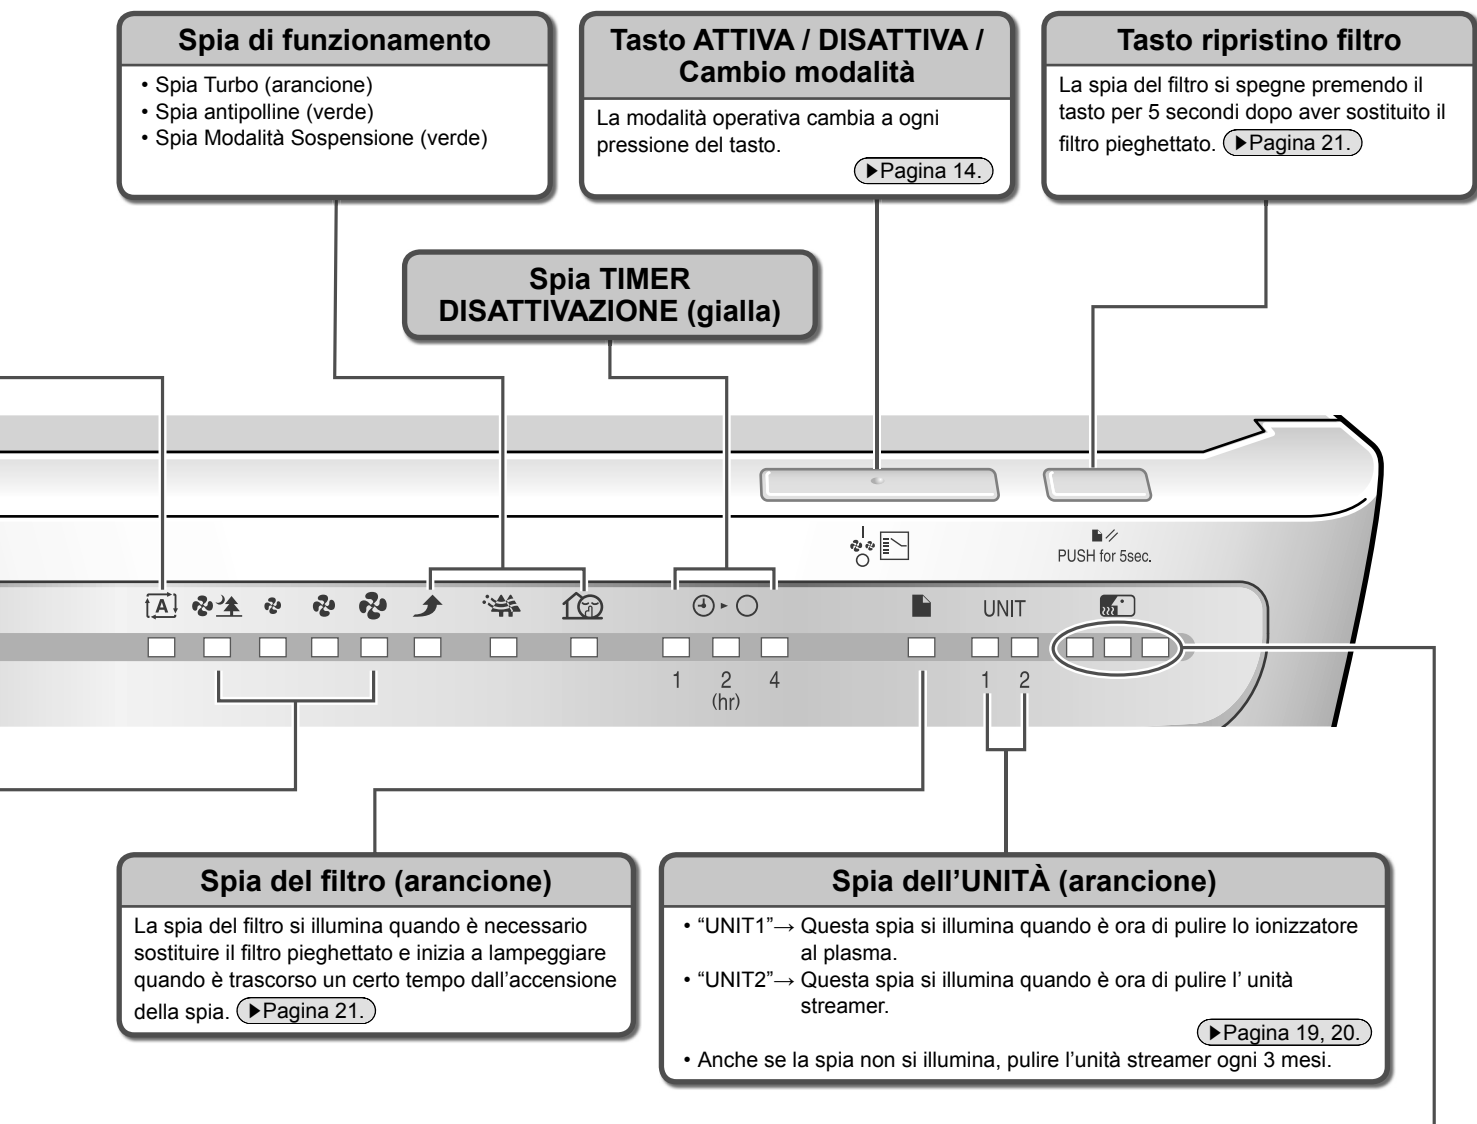 Spia di funzionamento
• Spia Turbo (arancione)
• Spia antipolline (verde)
• Spia Modalità Sospensione (verde)
Tasto ATTIVA / DISATTIVA /
Cambio modalità
La modalità operativa cambia a ogni
pressione del tasto.
▶Pagina 14.
Tasto ripristino filtro
La spia del filtro si spegne premendo il
tasto per 5 secondi dopo aver sostituito il
filtro pieghettato. ▶Pagina 21.
Spia TIMER
DISATTIVAZIONE (gialla)
PUSH for 5sec.
A
UNIT
1 2 4 1 2
(hr)
Spia del filtro (arancione)
La spia del filtro si illumina quando è necessario
sostituire il filtro pieghettato e inizia a lampeggiare
quando è trascorso un certo tempo dall’accensione
della spia. ▶Pagina 21.
Spia dell’UNITÀ (arancione)
• “UNIT1”→ Questa spia si illumina quando è ora di pulire lo ionizzatore
al plasma.
• “UNIT2”→ Questa spia si illumina quando è ora di pulire l’ unità
streamer.
▶Pagina 19, 20.
• Anche se la spia non si illumina, pulire l’unità streamer ogni 3 mesi.